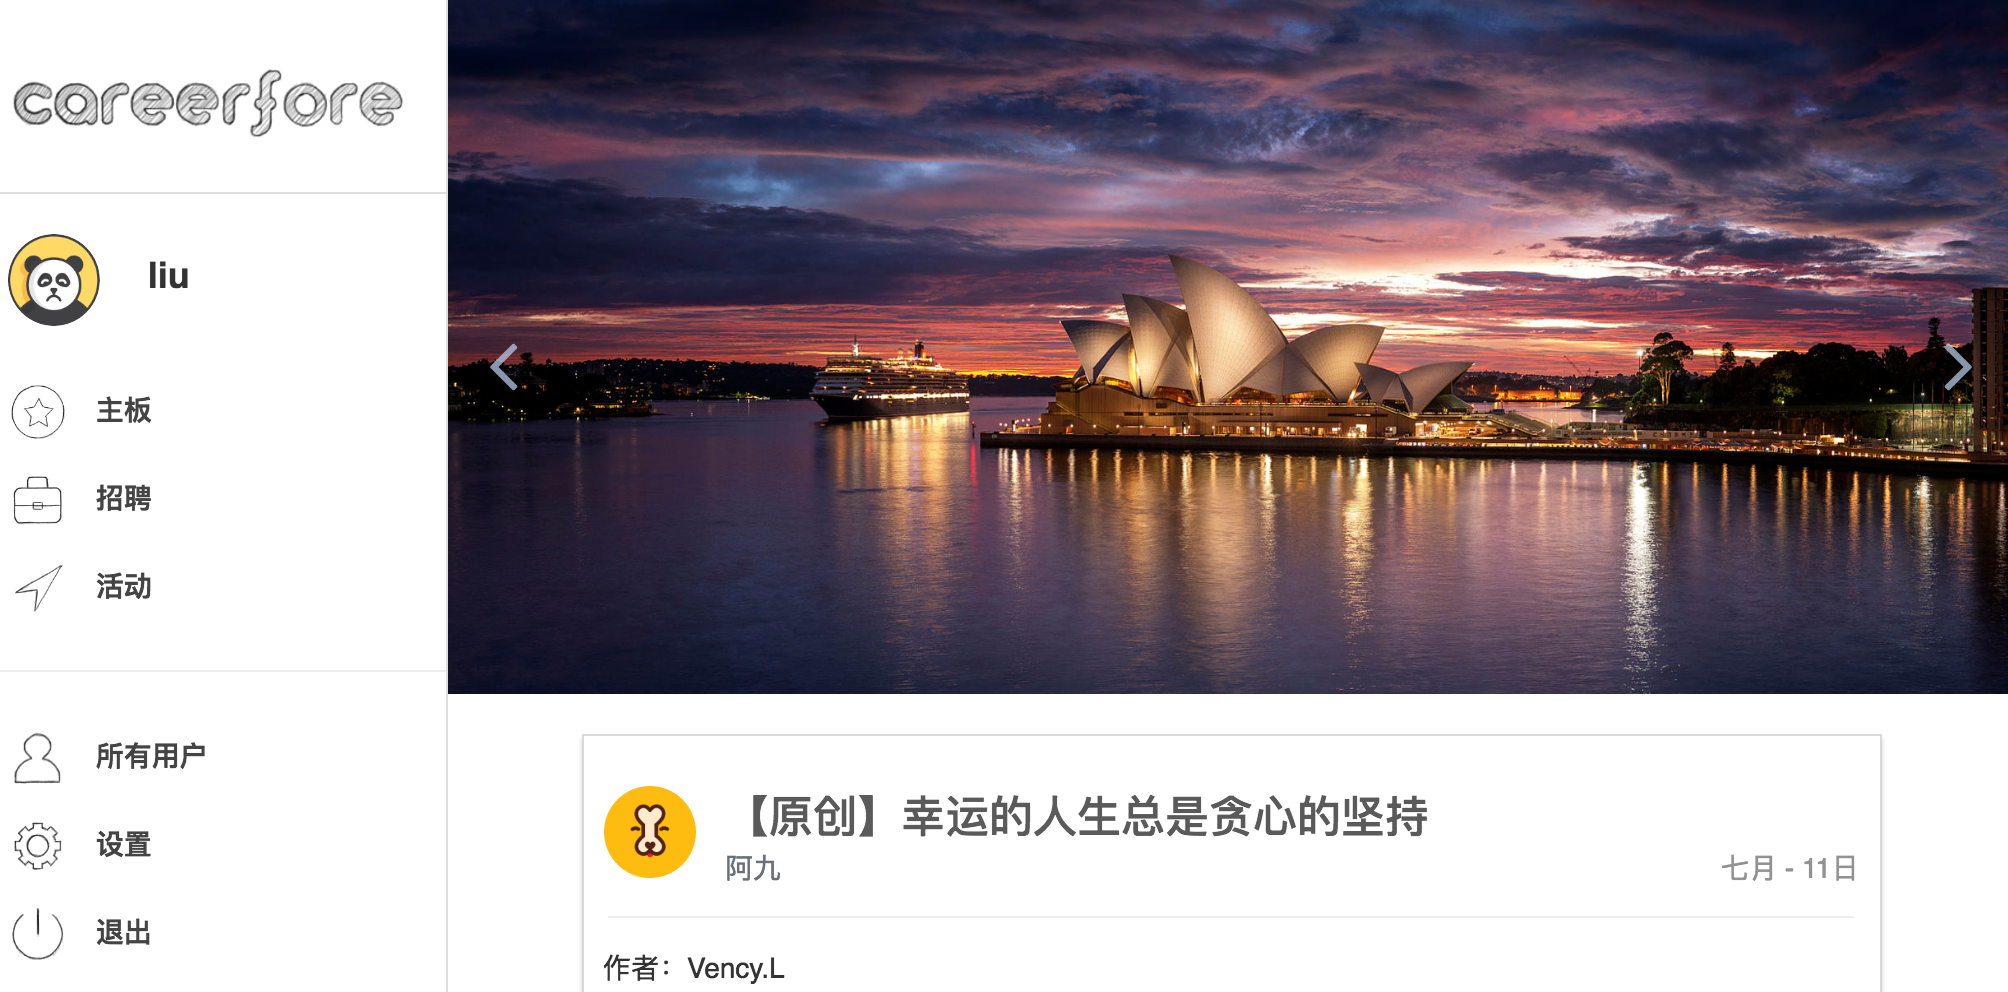 careerfore
liu
主板
招聘
活动
所有用户
设置
退出
【原创】幸运的人生总是贪心的坚持
阿九
七月 - 11日
作者：Vency.L